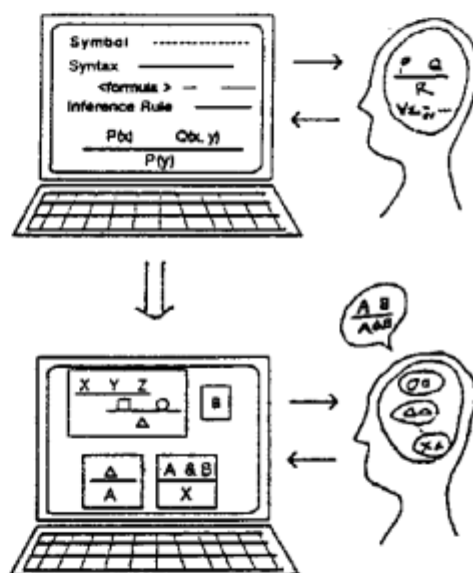 Symbol
Syntax
<formula>
Inference Rule
P(x) Q(x, y)
P(y)
P Q
R
A B
A&B
X Y Z
□ O
△
B
△
A
A & B
X
△△